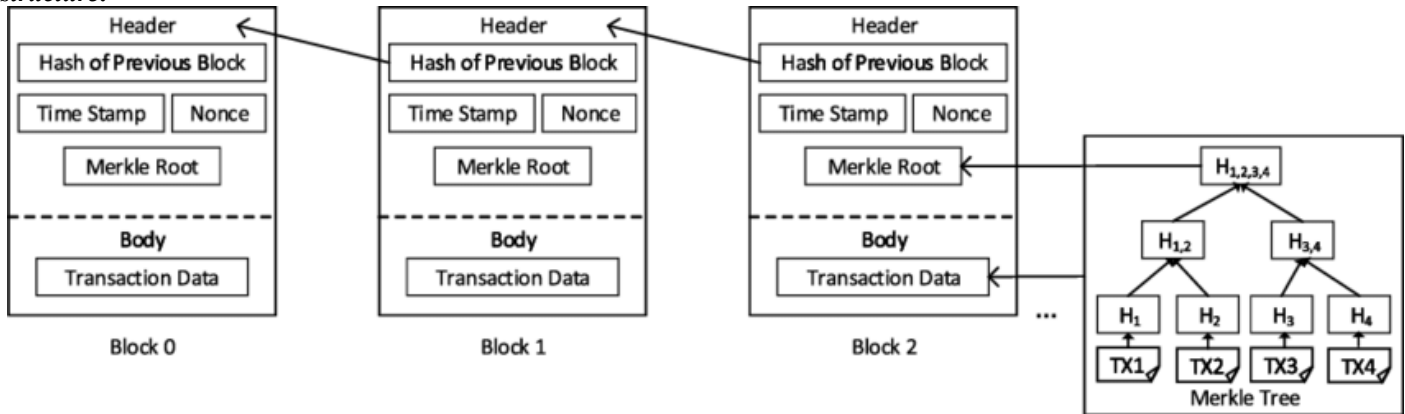 structure.
Header
Hash of Previous Block
Time Stamp
Nonce
Merkle Root
Body
Transaction Data
Block 0
Header
Hash of Previous Block
Time Stamp
Nonce
Merkle Root
Body
Transaction Data
Block 1
Header
Hash of Previous Block
Time Stamp
Nonce
Merkle Root
Body
Transaction Data
Block 2
...
H1,2,3,4
H1,2
H3,4
H1
H2
H3
H4
TX1
TX2
TX3
TX4
Merkle Tree